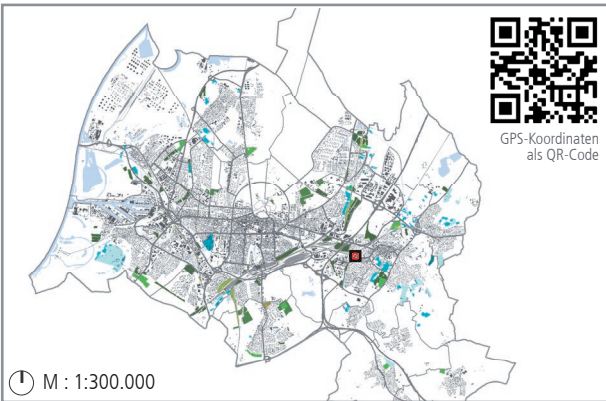 GPS-Koordinaten
als QR-Code
M : 1:300.000